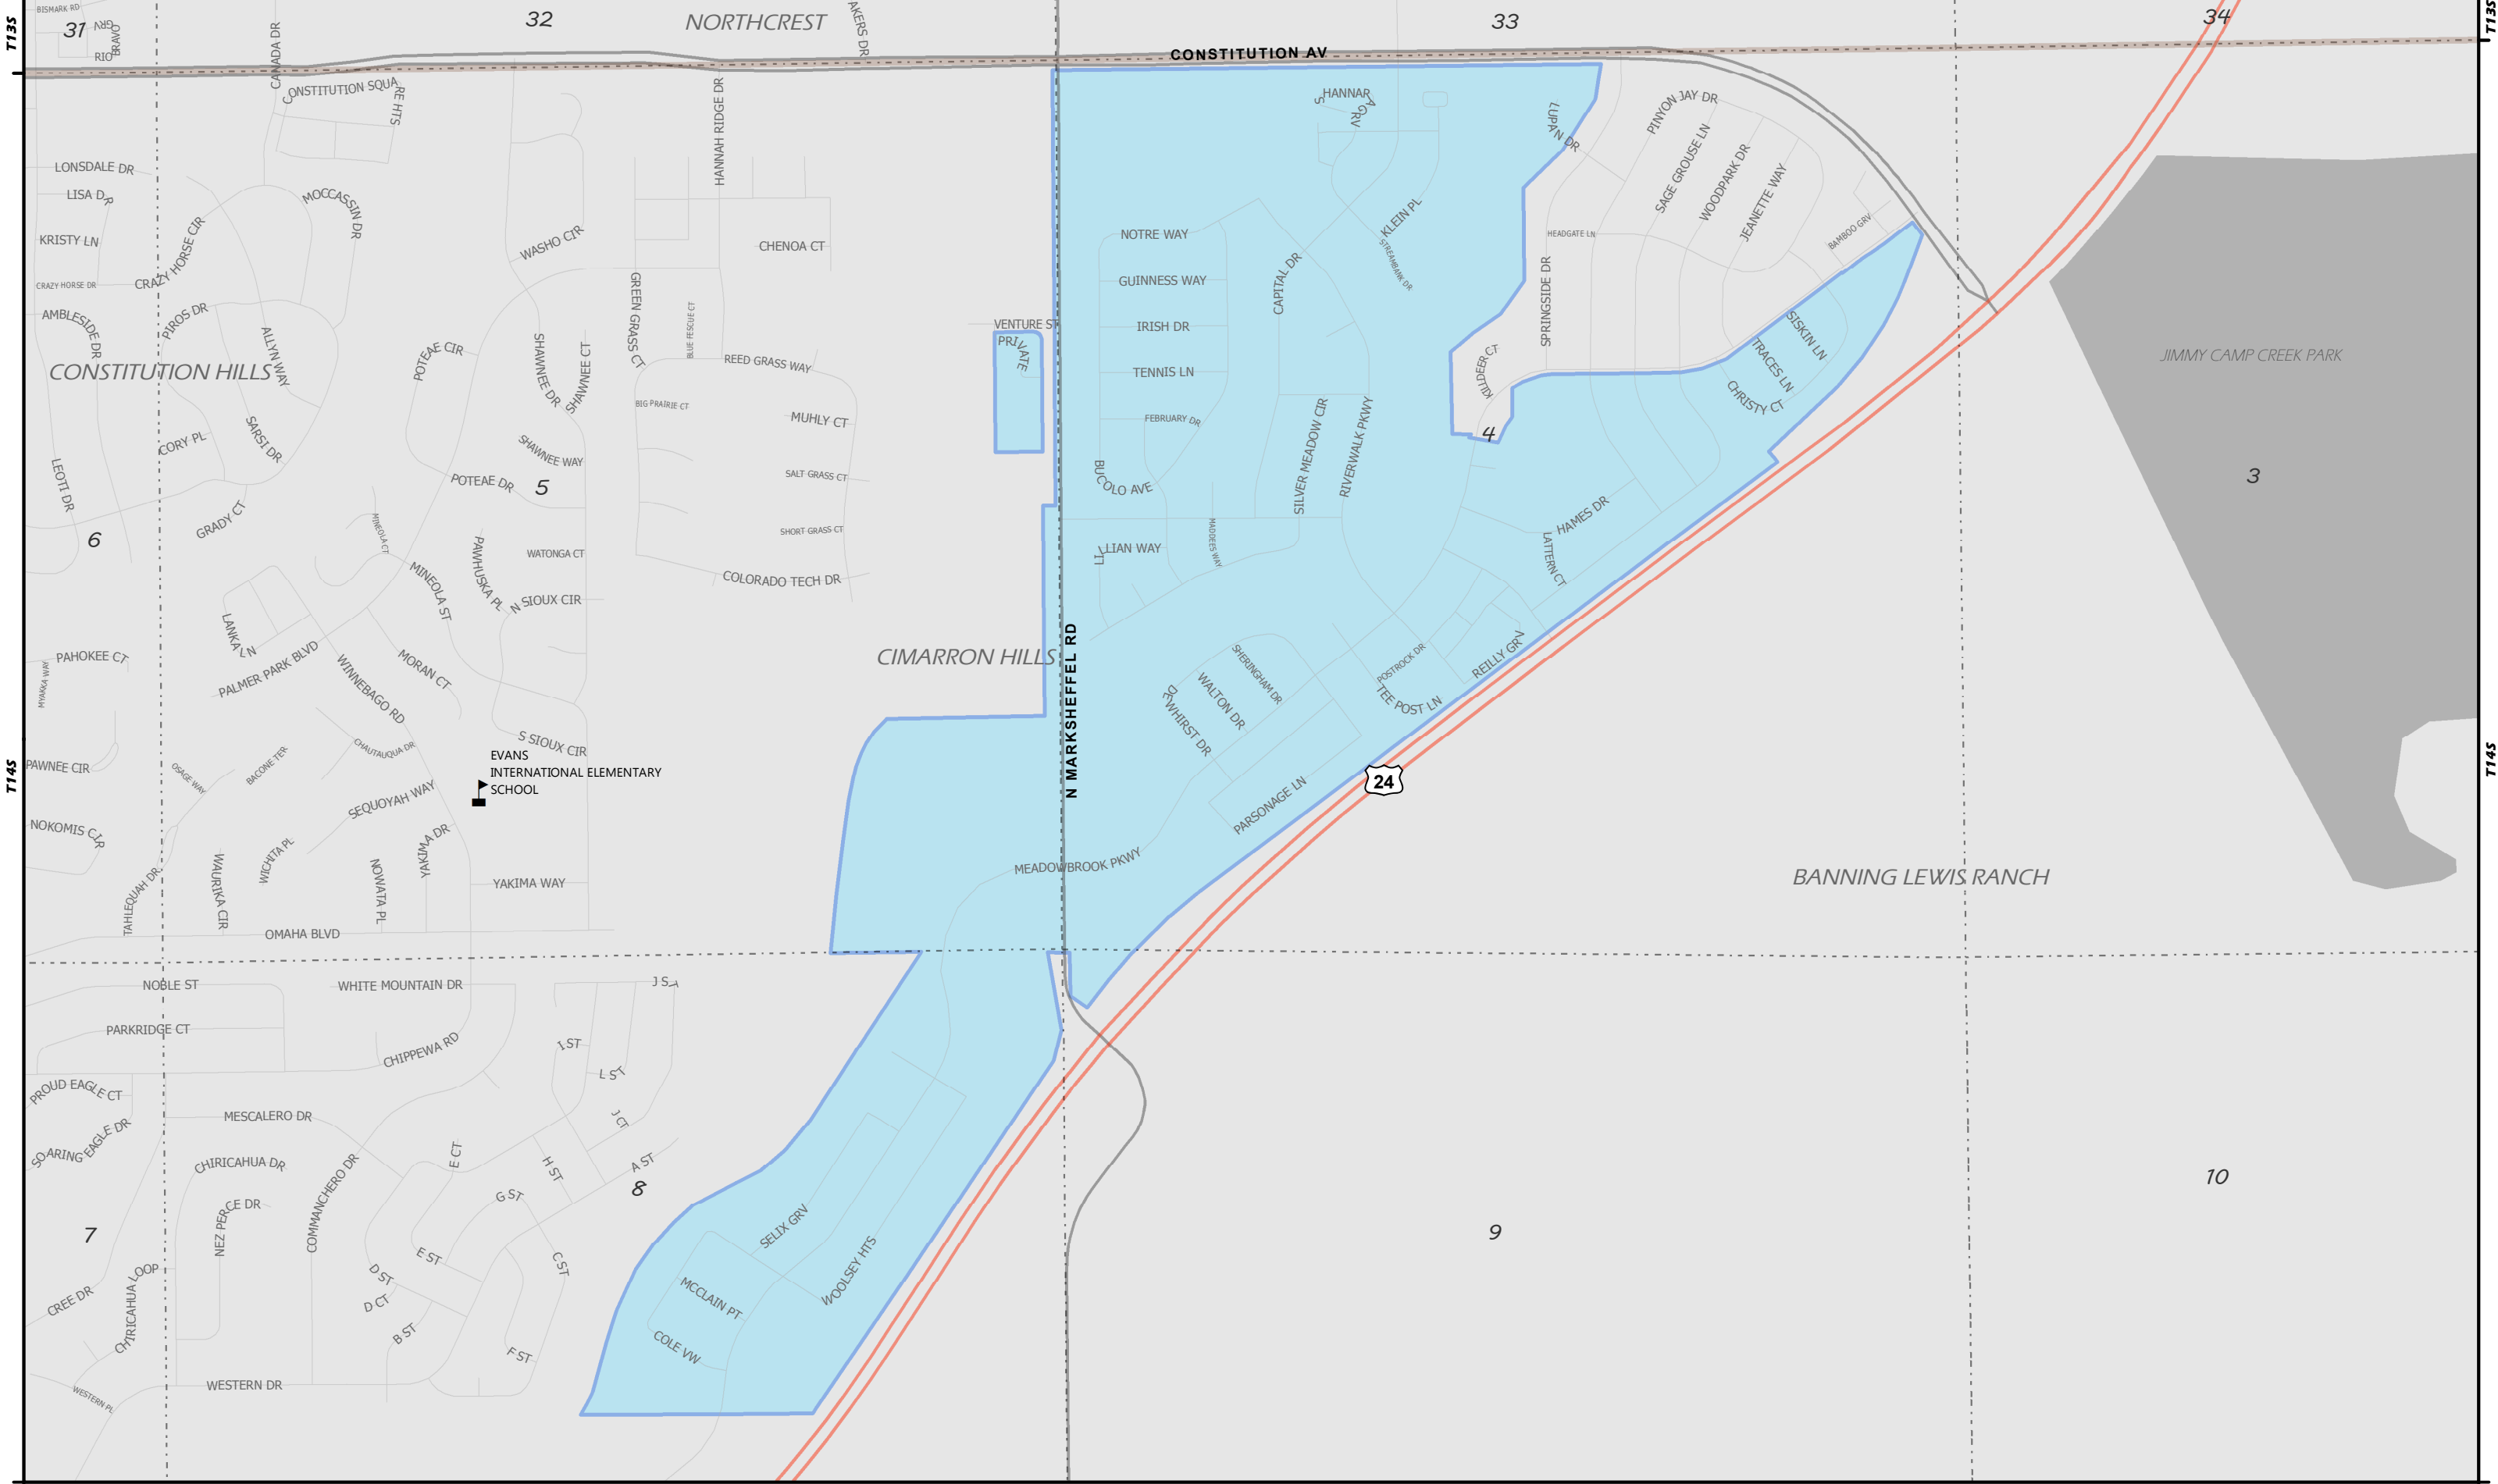 BISMARK RD
31
GRV
BRAVO
RIO
32
NORTHCREST
AKERS DR
33
34
T13S
T13S
CONSTITUTION AV
CANADA DR
CONSTITUTION SQUARE HTS
HANNAH RIDGE DR
HANNAR
S
AG
RV
LUPAN DR
PINYON JAY DR
LONSDALE DR
LISA DR
MOCCASSIN DR
SAGE GROUSE LN
WOODPARK DR
JEANETTE WAY
KRISTY LN
CRAZY HORSE CIR
WASHO CIR
CHENOA CT
NOTRE WAY
KLEIN PL
STREAMBANK DR
HEADGATE LN
BAMBOO GRV
CRAZY HORSE DR
GREEN GRASS CT
GUINNESS WAY
CAPITAL DR
SPRINGSIDE DR
AMBLESIDE DR
PIROS DR
ALLYN WAY
BLUE FESCUE CT
VENTURE ST
PRIVATE
IRISH DR
SISKIN LN
TRACES LN
CHRISTY CT
KILLDEER CT
JIMMY CAMP CREEK PARK
CONSTITUTION HILLS
POTEAE CIR
SHAWNEE DR
SHAWNEE CT
REED GRASS WAY
TENNIS LN
BIG PRAIRIE CT
MUHLY CT
FEBRUARY DR
SILVER MEADOW CIR
RIVERWALK PKWY
4
CORY PL
SARSI DR
SHAWNEE WAY
POTEAE DR
5
SALT GRASS CT
BUCOLO AVE
3
LEOTI DR
GRADY CT
6
MINEOLA CT
PAWHUSKA PL
WATONGA CT
SHORT GRASS CT
LILLIAN WAY
MADDEES WAY
HAMES DR
LATTERN CT
MINEOLA ST
COLORADO TECH DR
N SIOUX CIR
LANKA LN
PALMER PARK BLVD
WINNEBAGO RD
MORAN CT
PAHOKEE CT
MYAKKA WAY
CIMARRON HILLS
N MARKSHEFFEL RD
SHERINGHAM DR
WALTON DR
DEWHIRST DR
POSTROCK DR
TEE POST LN
REILLY GRV
S SIOUX CIR
CHAUTAUQUA DR
BACONE TER
OSAGE WAY
PAWNEE CIR
EVANS
INTERNATIONAL ELEMENTARY
SCHOOL
T14S
T14S
24
SEQUOYAH WAY
PARSONAGE LN
NOKOMIS CIR
YAKIMA DR
WICHITA PL
WAURIKA CIR
NOWATA PL
TAHLEQUAH DR
YAKIMA WAY
MEADOWBROOK PKWY
BANNING LEWIS RANCH
OMAHA BLVD
NOBLE ST
WHITE MOUNTAIN DR
J ST
PARKRIDGE CT
CHIPPEWA RD
I ST
L ST
PROUD EAGLE CT
MESCALERO DR
J CT
SOARING EAGLE DR
CHIRICAHUA DR
COMMANCHERO DR
E CT
H ST
A ST
8
10
NEZ PERCE DR
G ST
7
9
SELIX GRV
WOOLSEY HTS
E ST
C ST
D ST
D CT
CHIRICAHUA LOOP
CREE DR
MCCLAIN PT
B ST
F ST
COLE VW
WESTERN DR
WESTERN PL